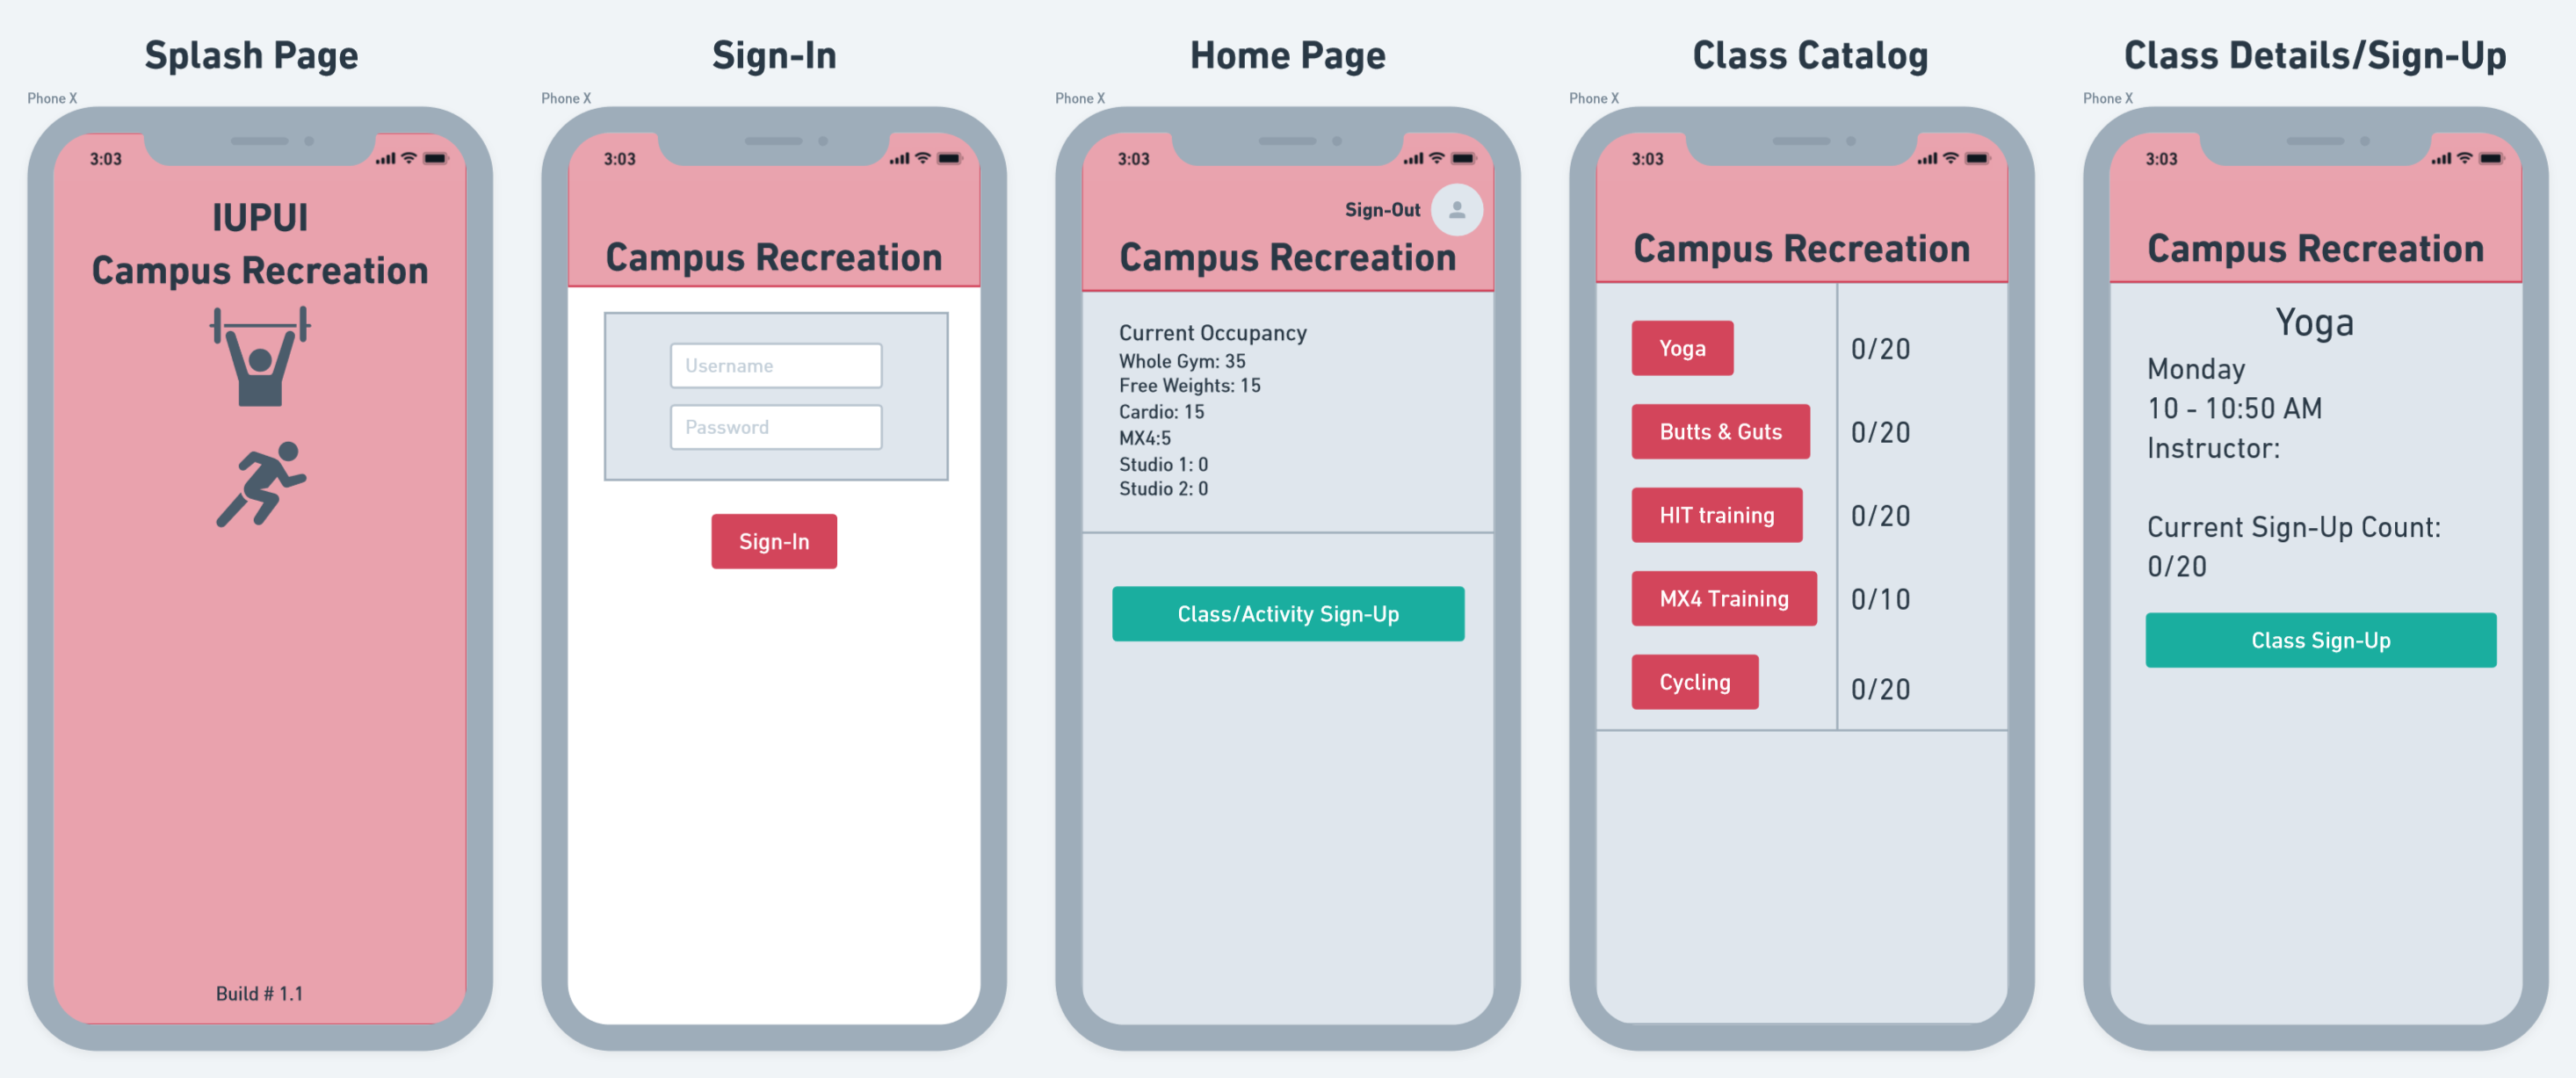 Splash Page
Phone X
3:03
IUPUI
Campus Recreation
Build # 1.1
Sign-In
Phone X
3:03
Campus Recreation
Username
Password
Sign-In
Home Page
Phone X
3:03
Sign-Out
Campus Recreation
Current Occupancy
Whole Gym: 35
Free Weights: 15
Cardio: 15
MX4:5
Studio 1: 0
Studio 2: 0
Class/Activity Sign-Up
Class Catalog
Phone X
3:03
Campus Recreation
Yoga 0/20
Butts & Guts 0/20
HIT training 0/20
MX4 Training 0/10
Cycling 0/20
Class Details/Sign-Up
Phone X
3:03
Campus Recreation
Yoga
Monday
10 - 10:50 AM
Instructor:
Current Sign-Up Count:
0/20
Class Sign-Up